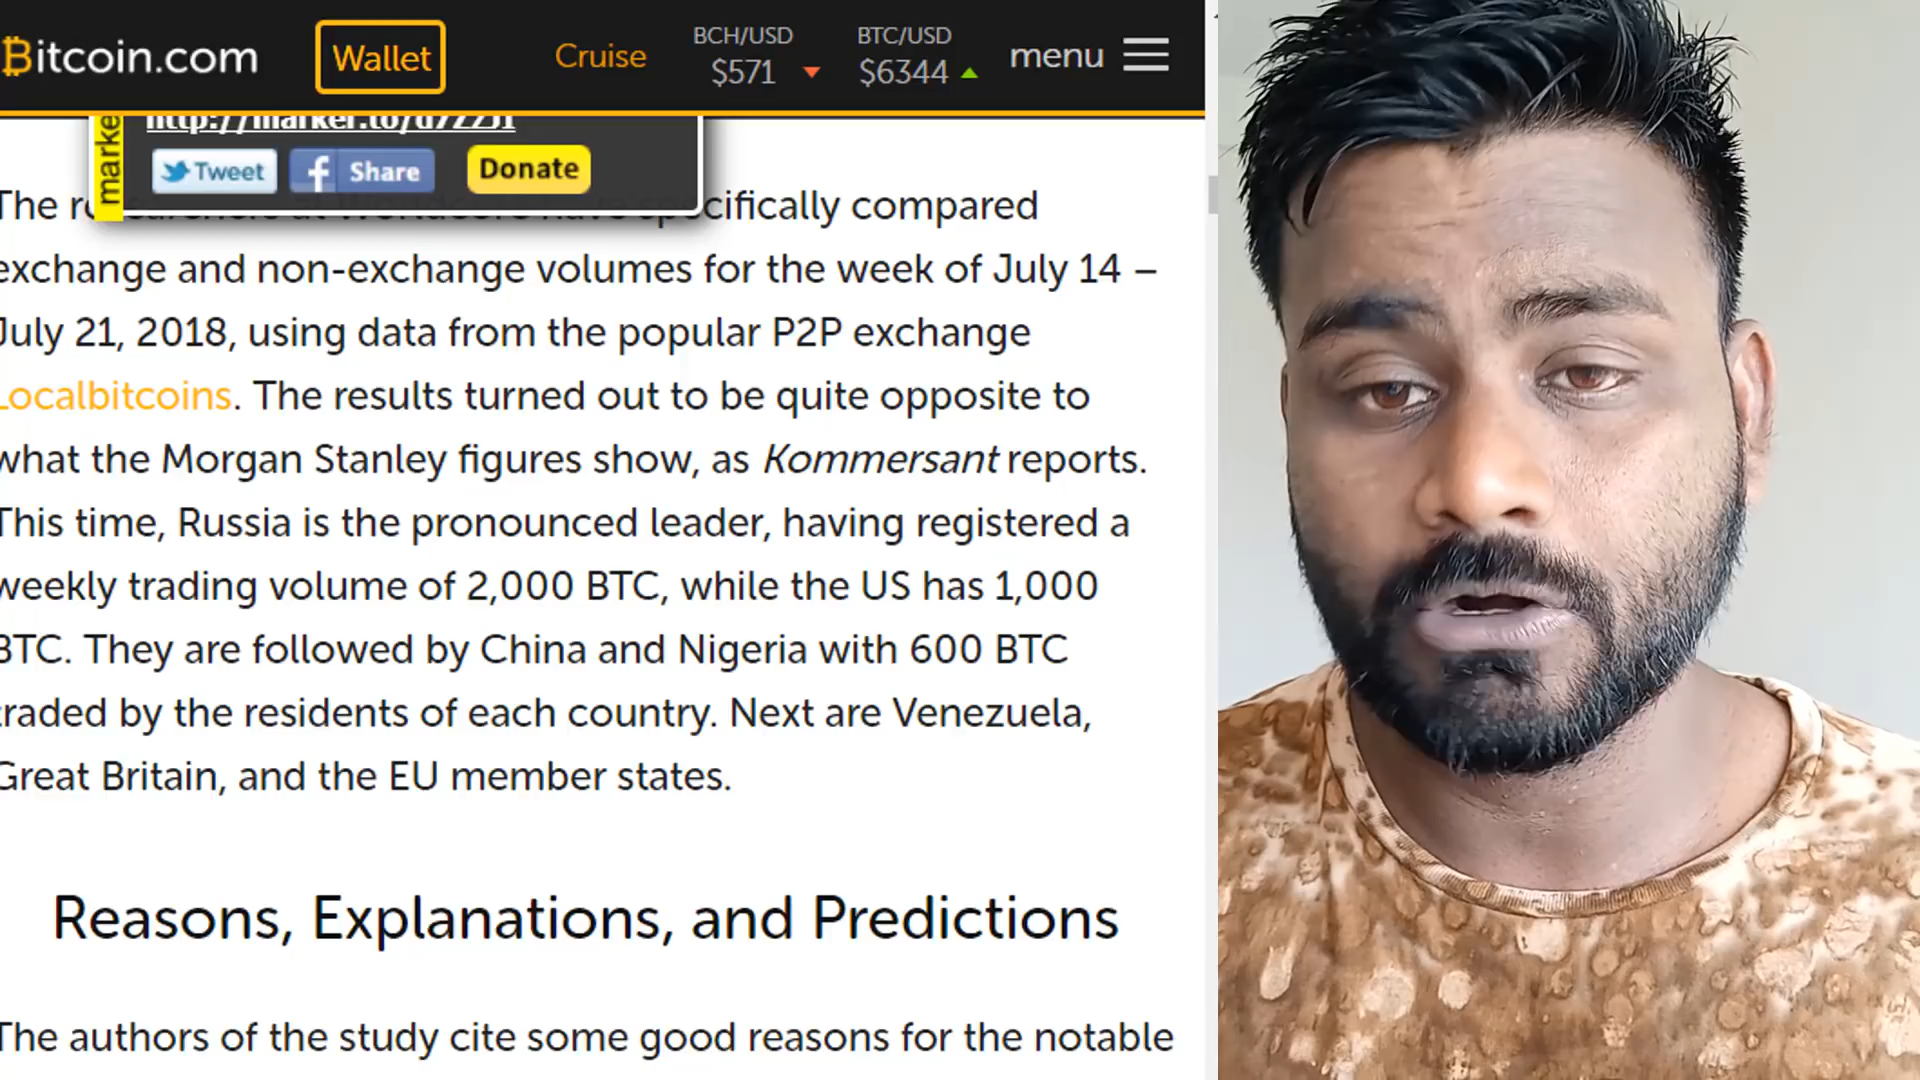 Bitcoin.com
Wallet
Cruise
BCH/USD
$571
BTC/USD
$6344
menu
Tweet
Share
Donate
The specifically compared
exchange and non-exchange volumes for the week of July 14 –
July 21, 2018, using data from the popular P2P exchange
Localbitcoins. The results turned out to be quite opposite to
what the Morgan Stanley figures show, as Kommersant reports.
This time, Russia is the pronounced leader, having registered a
weekly trading volume of 2,000 BTC, while the US has 1,000
BTC. They are followed by China and Nigeria with 600 BTC
traded by the residents of each country. Next are Venezuela,
Great Britain, and the EU member states.
Reasons, Explanations, and Predictions
The authors of the study cite some good reasons for the notable